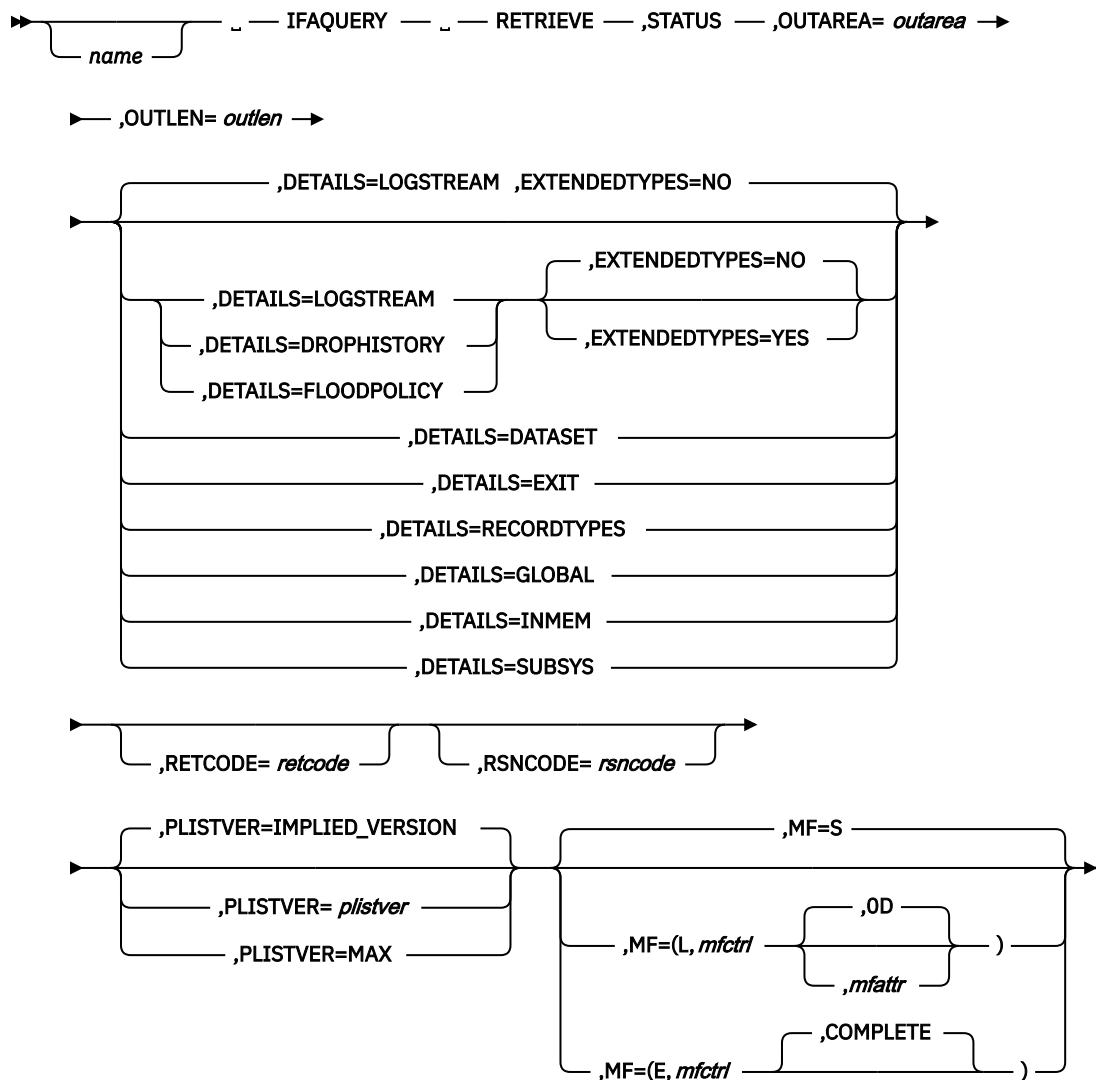 name ␣ IFAQUERY ␣ RETRIEVE ,STATUS ,OUTAREA= outarea
,OUTLEN= outlen
,DETAILS=LOGSTREAM ,EXTENDEDTYPES=NO
,EXTENDEDTYPES=NO
,DETAILS=LOGSTREAM
,DETAILS=DROPHISTORY ,EXTENDEDTYPES=YES
,DETAILS=FLOODPOLICY
,DETAILS=DATASET
,DETAILS=EXIT
,DETAILS=RECORDTYPES
,DETAILS=GLOBAL
,DETAILS=INMEM
,DETAILS=SUBSYS
,RETCODE= retcode ,RSNCODE= rsncode
,PLISTVER=IMPLIED_VERSION ,MF=S
,PLISTVER= plistver ,0D
,PLISTVER=MAX ,MF=(L, mfctrl )
,mfattr
,COMPLETE
,MF=(E, mfctrl )